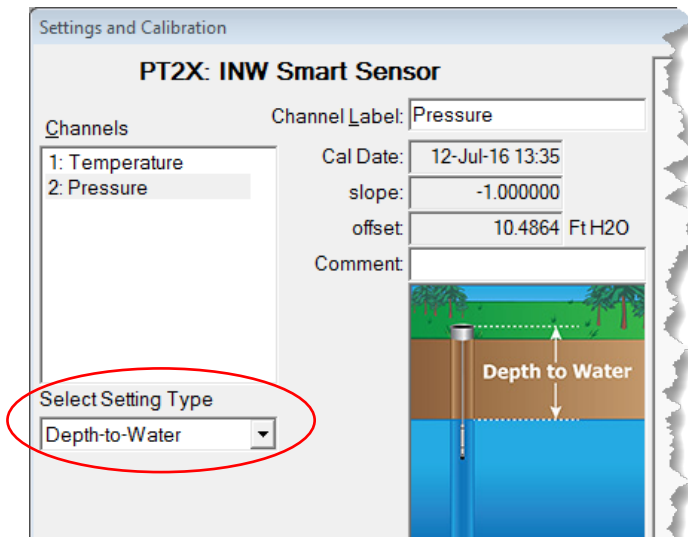 Settings and Calibration
PT2X: INW Smart Sensor
Channels
1: Temperature
2: Pressure
Channel Label: Pressure
Cal Date: 12-Jul-16 13:35
slope: -1.000000
offset: 10.4864 Ft H2O
Comment:
Depth to Water
Select Setting Type
Depth-to-Water